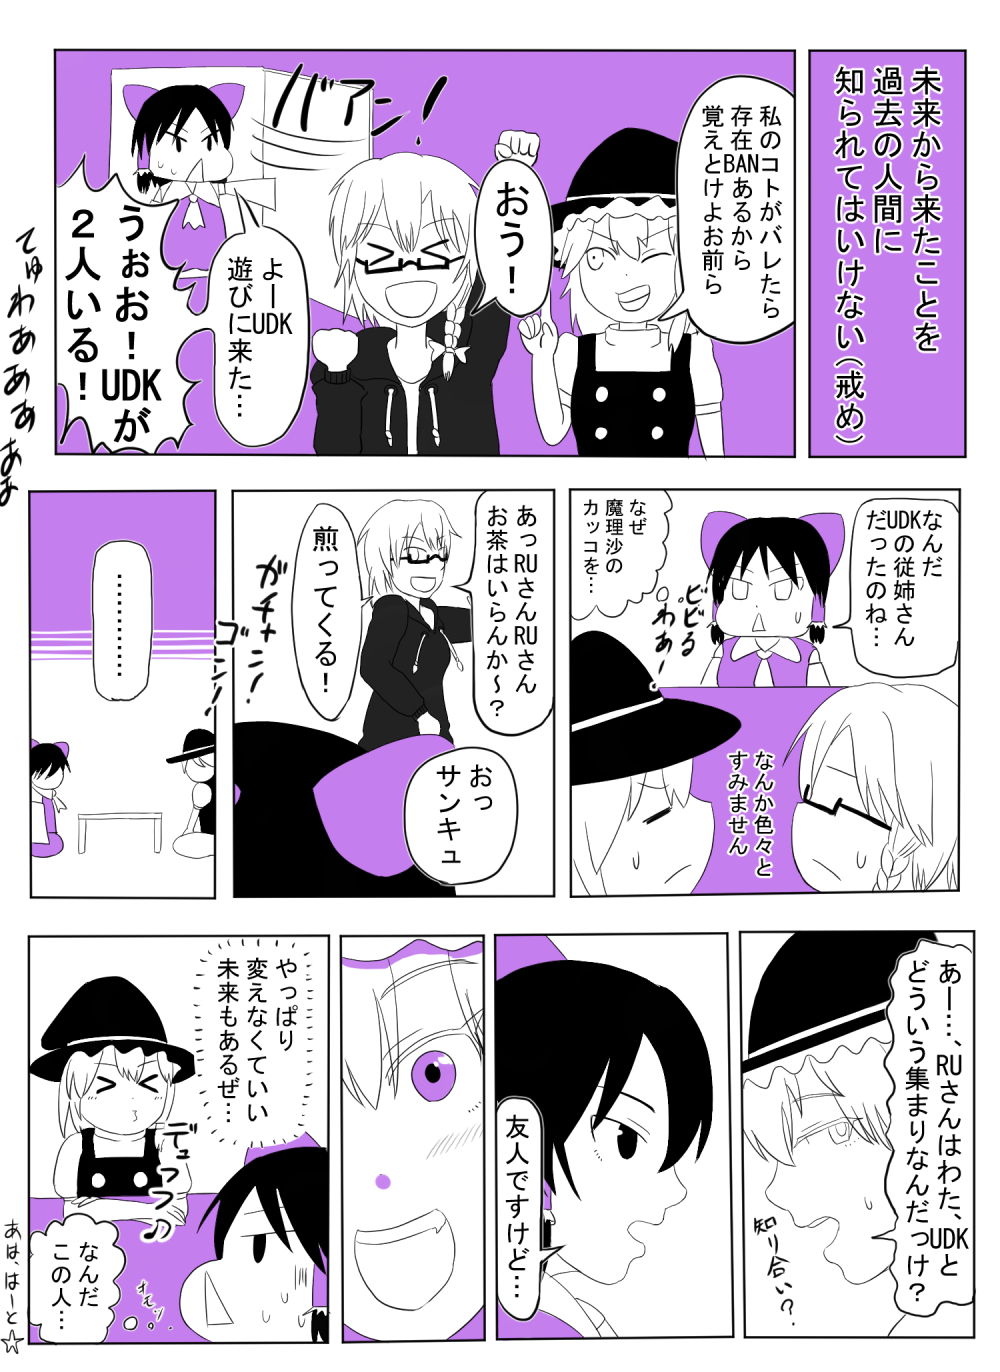 未来から来たことを
過去の人間に
知られてはいけない(戒め)
私のコトがバレたら
存在BANあるから
覚えとけよお前ら
おう!
バアン!
よーUDK
遊びに来た…
うぉお!UDKが
2人いる!
てゅわあああああ
なんだ
UDKの従姉さん
だったのね…
なぜ
魔理沙の
カッコを…
ビビる
わあー!
なんか色々と
すみません
あっRUさんRUさん
お茶はいらんか~?
煎ってくる!
おっ
サンキュ
ガチャン!
ゴン!
…………
あー…、RUさんはわた、UDKと
どういう集まりなんだっけ?
知り合い?
友人ですけど…
やっぱり
変えなくていい
未来もあるぜ…
デュフフ♪
なんだ
この人…
あは、はーと☆